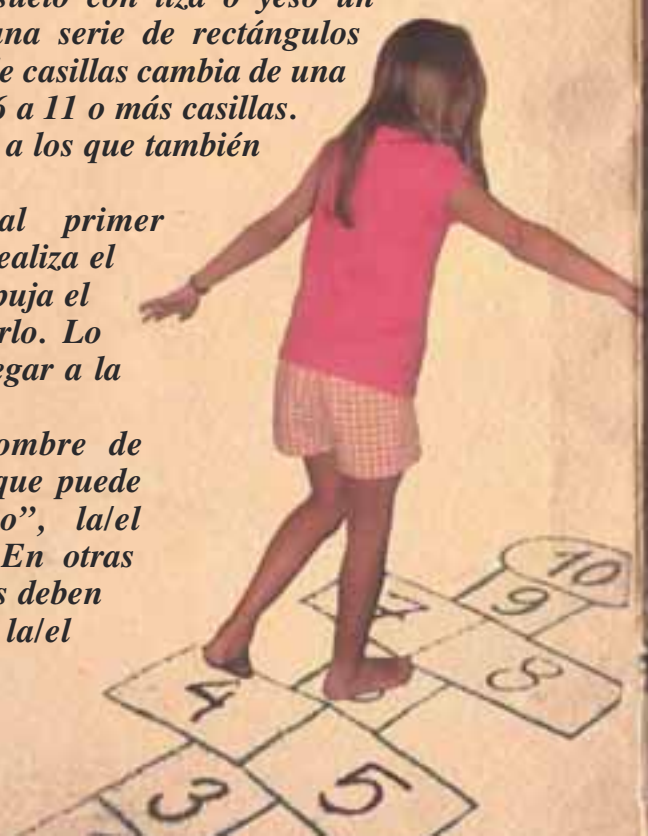 suelo con tiza o yeso un
una serie de rectángulos
e casillas cambia de una
6 a 11 o más casillas.
a los que también
al primer
ealiza el
puja el
rlo. Lo
egar a la
ombre de
que puede
o”, la/el
En otras
s deben
la/el
10
9
7
8
4
5
3